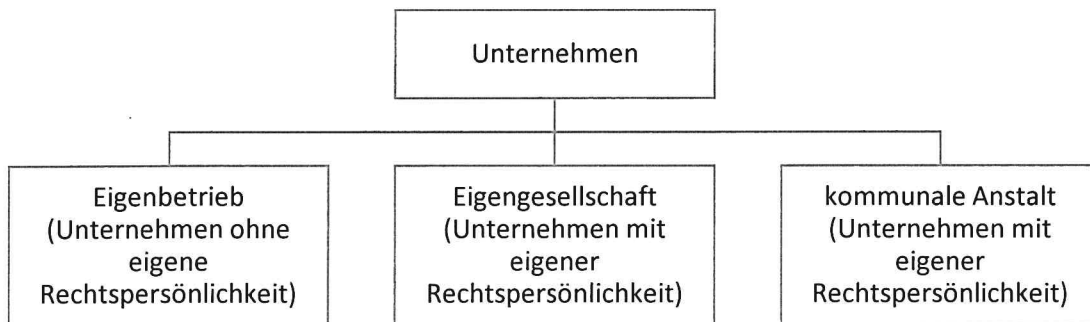 Unternehmen
Eigenbetrieb
(Unternehmen ohne
eigene
Rechtspersönlichkeit)
Eigengesellschaft
(Unternehmen mit
eigener
Rechtspersönlichkeit)
kommunale Anstalt
(Unternehmen mit
eigener
Rechtspersönlichkeit)